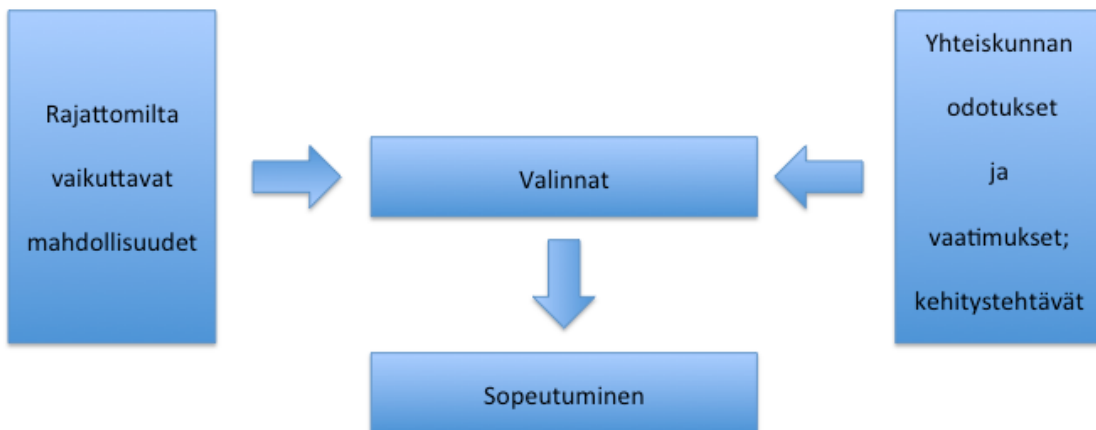 Rajattomilta
vaikuttavat
mahdollisuudet
Valinnat
Yhteiskunnan
odotukset
ja
vaatimukset;
kehitystehtävät
Sopeutuminen